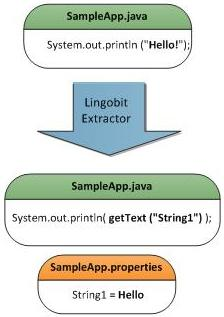 SampleApp.java
System.out.println ("Hello!");
Lingobit
Extractor
SampleApp.java
System.out.println( getText ("String1") );
SampleApp.properties
String1 = Hello